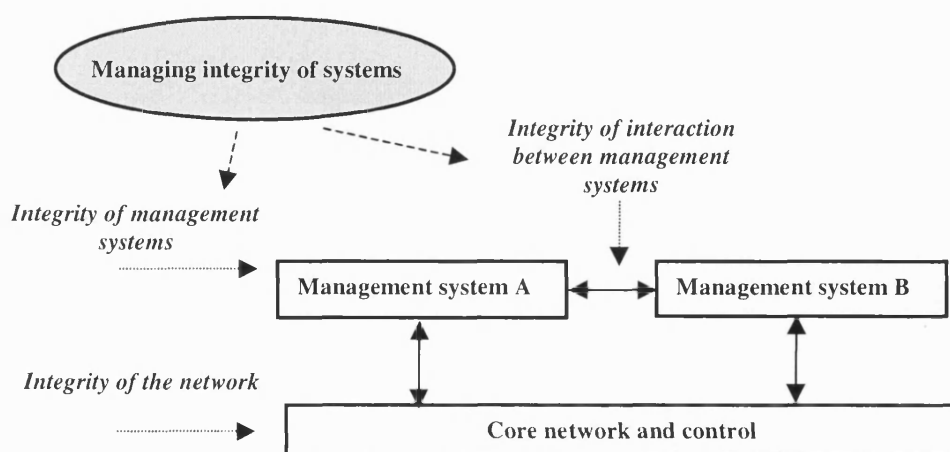 Managing integrity of systems
Integrity of interaction
between management
systems
Integrity of management
systems
Management system A
Management system B
Integrity of the network
Core network and control